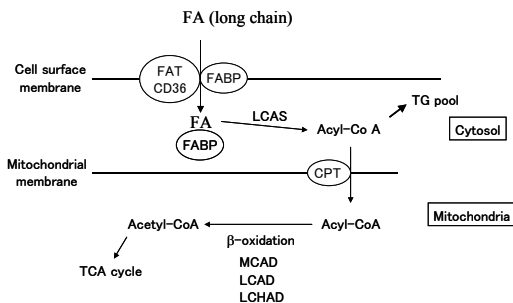 FA (long chain)
FAT
CD36
FABP
Cell surface
membrane
TG pool
FA
LCAS
Acyl-Co A
Cytosol
FABP
Mitochondrial
membrane
CPT
Mitochondria
Acetyl-CoA
Acyl-CoA
β-oxidation
MCAD
TCA cycle
LCAD
LCHAD